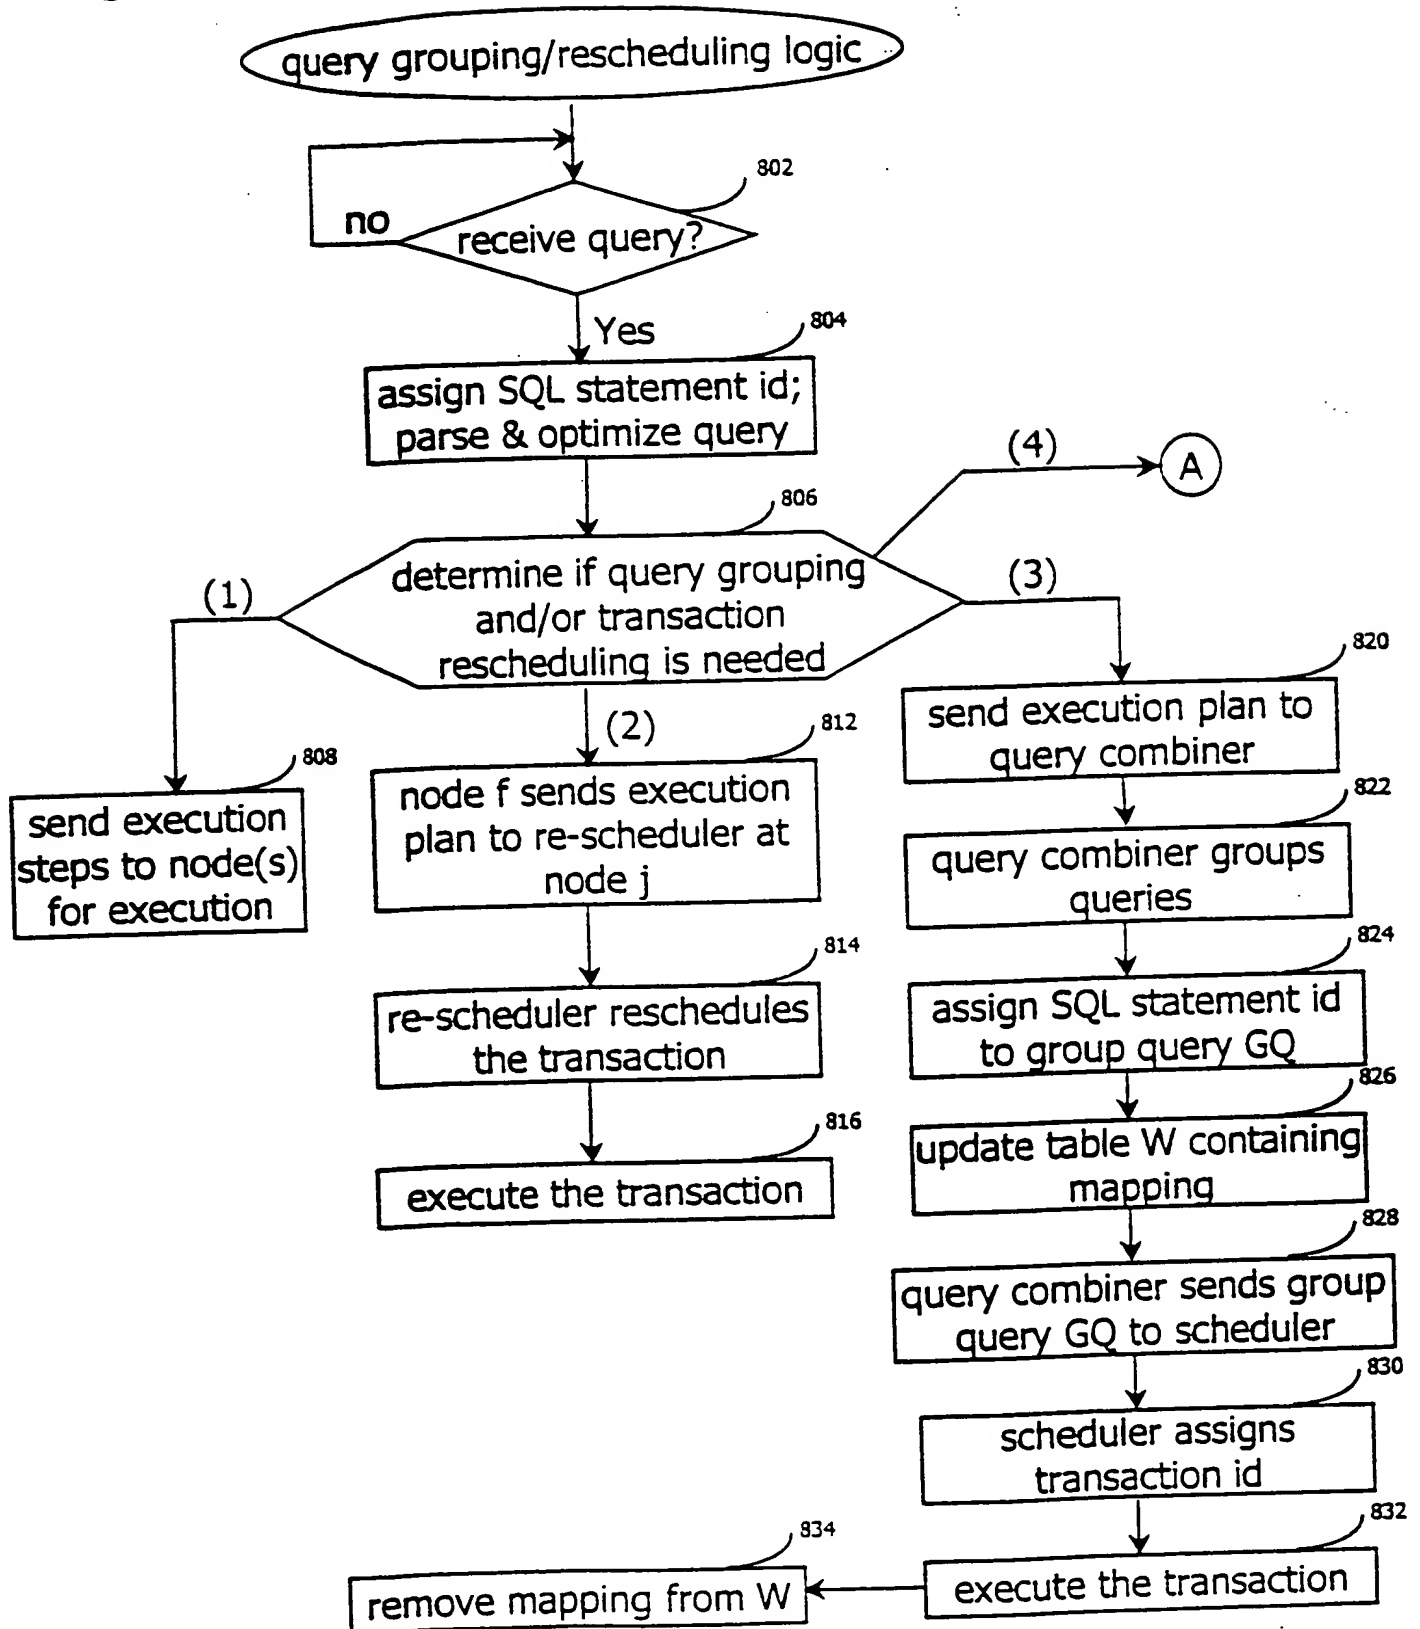 query grouping/rescheduling logic
802
no
receive query?
804
Yes
assign SQL statement id;
parse & optimize query
(4)
A
806
determine if query grouping
and/or transaction
rescheduling is needed
(1)
(3)
820
send execution plan to
query combiner
(2)
812
808
node f sends execution
plan to re-scheduler at
node j
send execution
steps to node(s)
for execution
822
query combiner groups
queries
814
re-scheduler reschedules
the transaction
824
assign SQL statement id
to group query GQ
826
816
execute the transaction
update table W containing
mapping
828
query combiner sends group
query GQ to scheduler
830
scheduler assigns
transaction id
832
execute the transaction
834
remove mapping from W